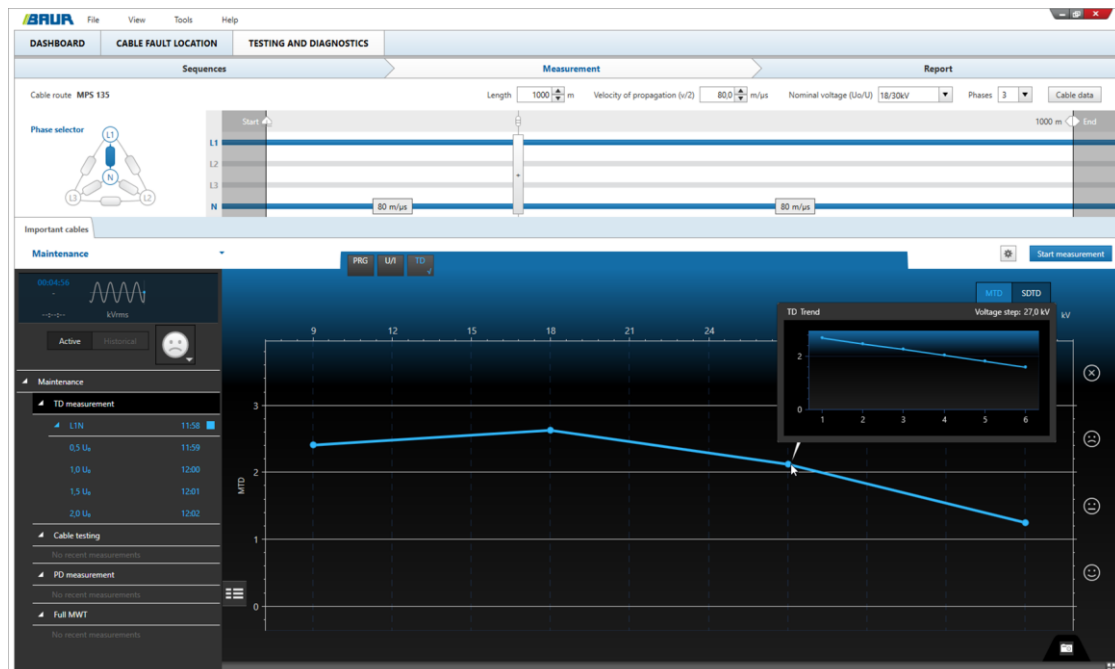 BAUR File View Tools Help
DASHBOARD CABLE FAULT LOCATION TESTING AND DIAGNOSTICS
Sequences Measurement Report
Cable route MPS 135 Length 1000 m Velocity of propagation (v/2) 80,0 m/µs Nominal voltage (Uo/U) 18/30kV Phases 3 Cable data
Phase selector
L1
N
L3 L2
Start 1000 m End
L1
L2
L3
N 80 m/µs 80 m/µs
Important cables
Maintenance
PRG U/I TD
Start measurement
00:04:56
-
--:--:-- kVrms
Active Historical
Maintenance
TD measurement
L1N 11:58
0,5 U₀ 11:59
1,0 U₀ 12:00
1,5 U₀ 12:01
2,0 U₀ 12:02
Cable testing
No recent measurements
PD measurement
No recent measurements
Full MWT
No recent measurements
MTD SDTD
kV
9 12 15 18 21 24
TD Trend Voltage step: 27,0 kV
2
0
1 2 3 4 5 6
MTD
3
2
1
0